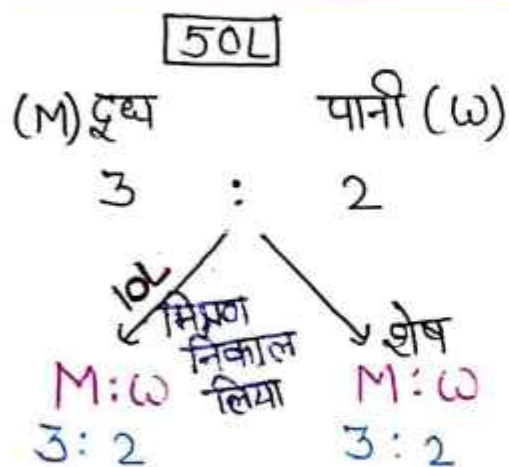 50L
(M) दूध पानी (W)
3 : 2
10L
मिश्रण
निकाल
लिया
शेष
M:W M:W
3:2 3:2